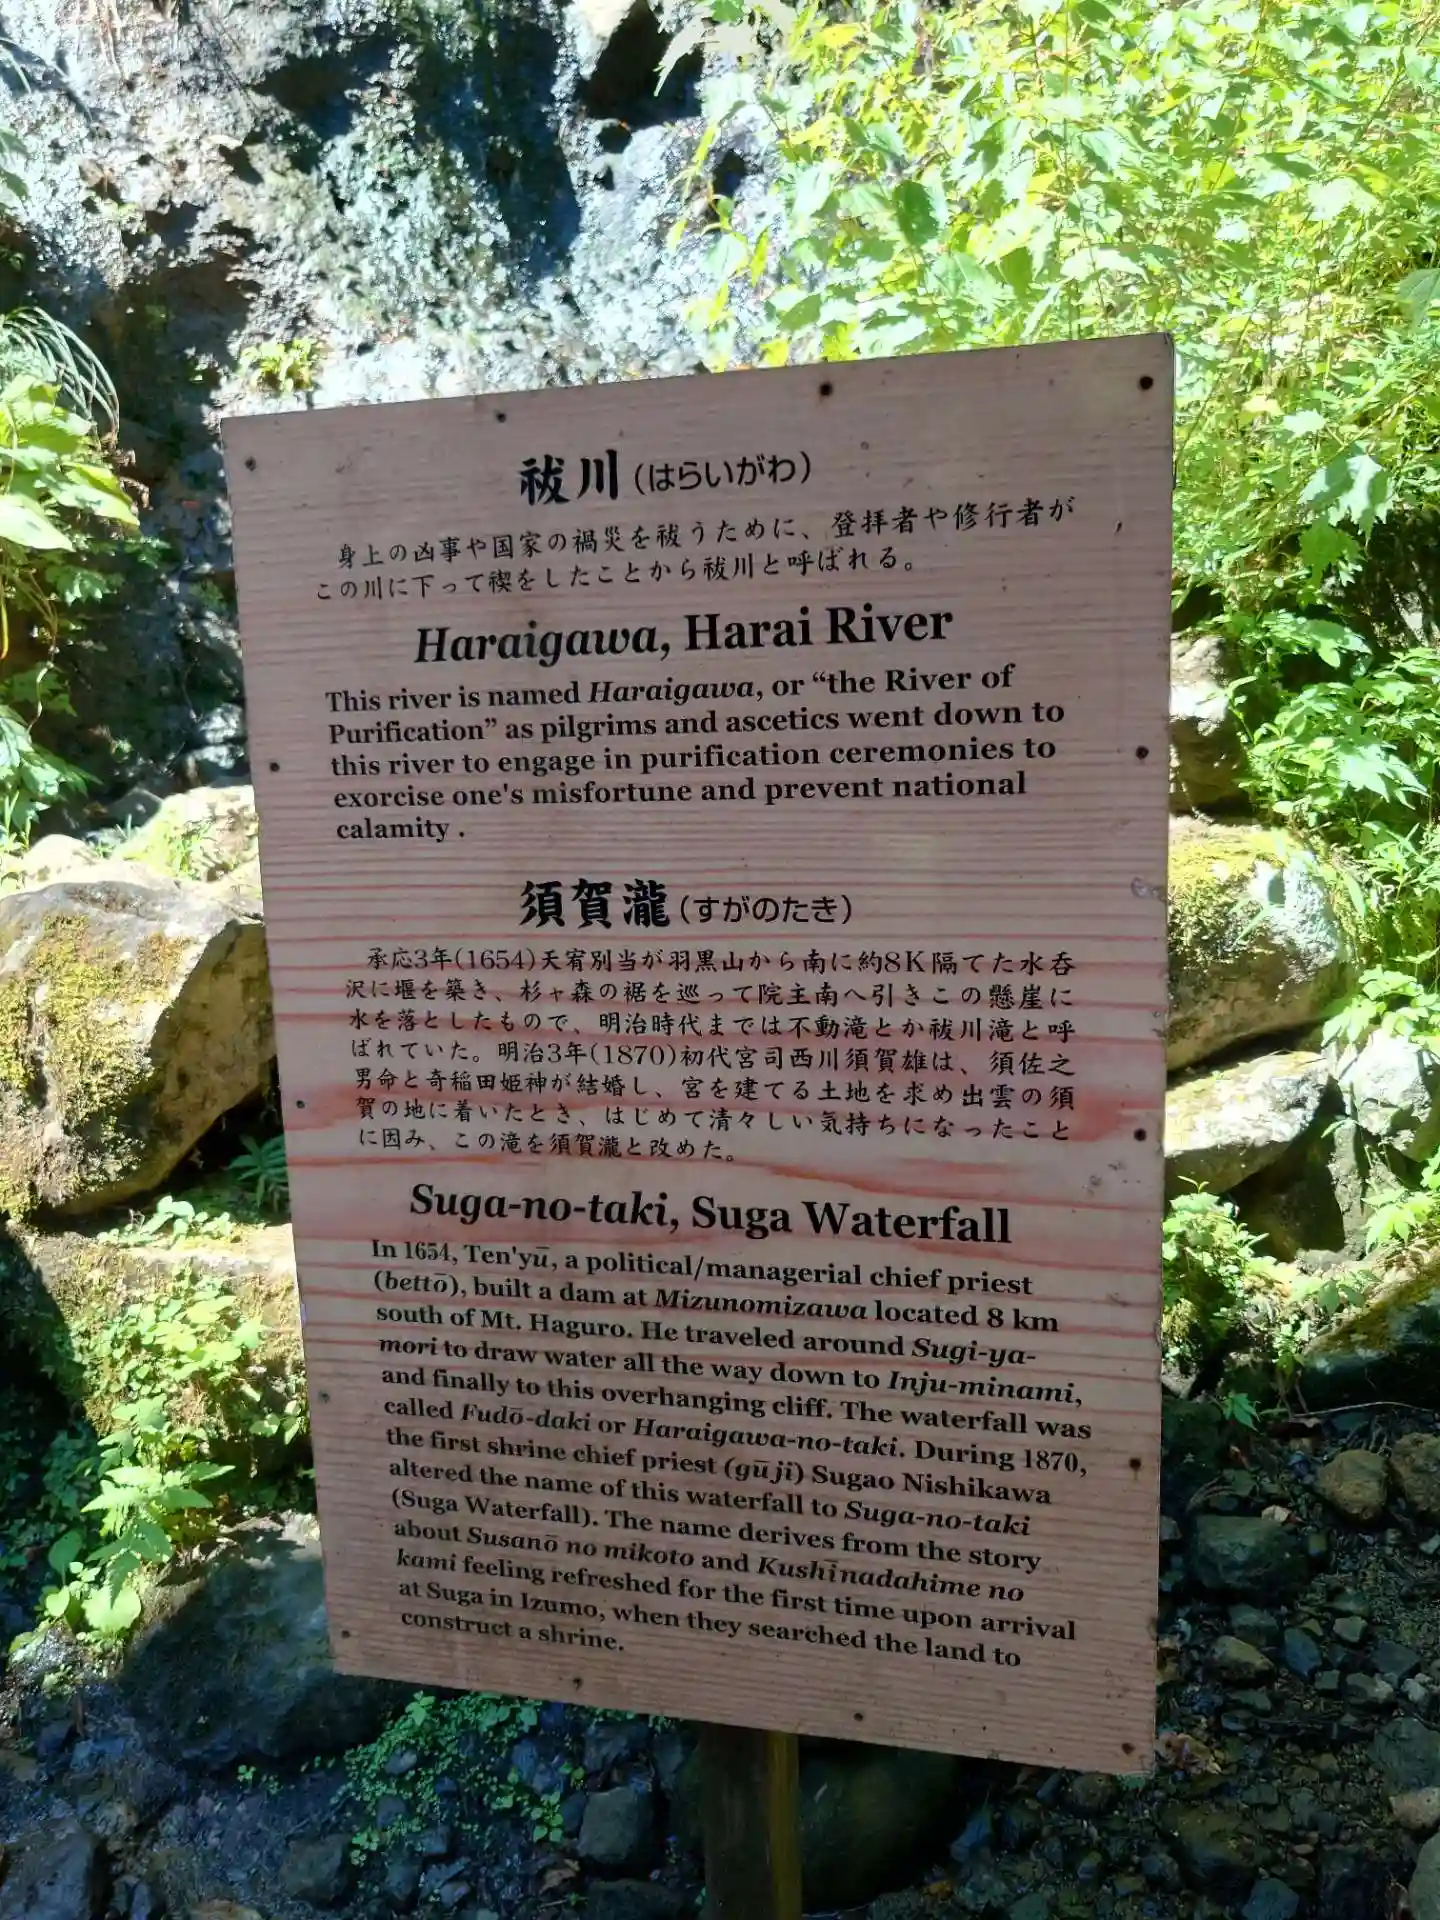 祓川（はらいがわ）
身上の凶事や国家の禍災を祓うために、登拝者や修行者が
この川に下って禊をしたことから祓川と呼ばれる。
Haraigawa, Harai River
This river is named Haraigawa, or “the River of
Purification” as pilgrims and ascetics went down to
this river to engage in purification ceremonies to
exorcise one's misfortune and prevent national
calamity .
須賀瀧（すがのたき）
承応3年(1654)天宥別当が羽黒山から南に約8K隔てた水呑
沢に堰を築き、杉ヶ森の裾を巡って院主南へ引きこの懸崖に
水を落としたもので、明治時代までは不動滝とか祓川滝と呼
ばれていた。明治3年(1870)初代宮司西川須賀雄は、須佐之
男命と奇稲田姫神が結婚し、宮を建てる土地を求め出雲の須
賀の地に着いたとき、はじめて清々しい気持ちになったこと
に因み、この滝を須賀瀧と改めた。
Suga-no-taki, Suga Waterfall
In 1654, Ten'yū, a political/managerial chief priest
(bettō), built a dam at Mizunomizawa located 8 km
south of Mt. Haguro. He traveled around Sugi-ya-
mori to draw water all the way down to Inju-minami,
and finally to this overhanging cliff. The waterfall was
called Fudō-daki or Haraigawa-no-taki. During 1870,
the first shrine chief priest (gūji) Sugao Nishikawa
altered the name of this waterfall to Suga-no-taki
(Suga Waterfall). The name derives from the story
about Susanō no mikoto and Kushīnadahime no
kami feeling refreshed for the first time upon arrival
at Suga in Izumo, when they searched the land to
construct a shrine.